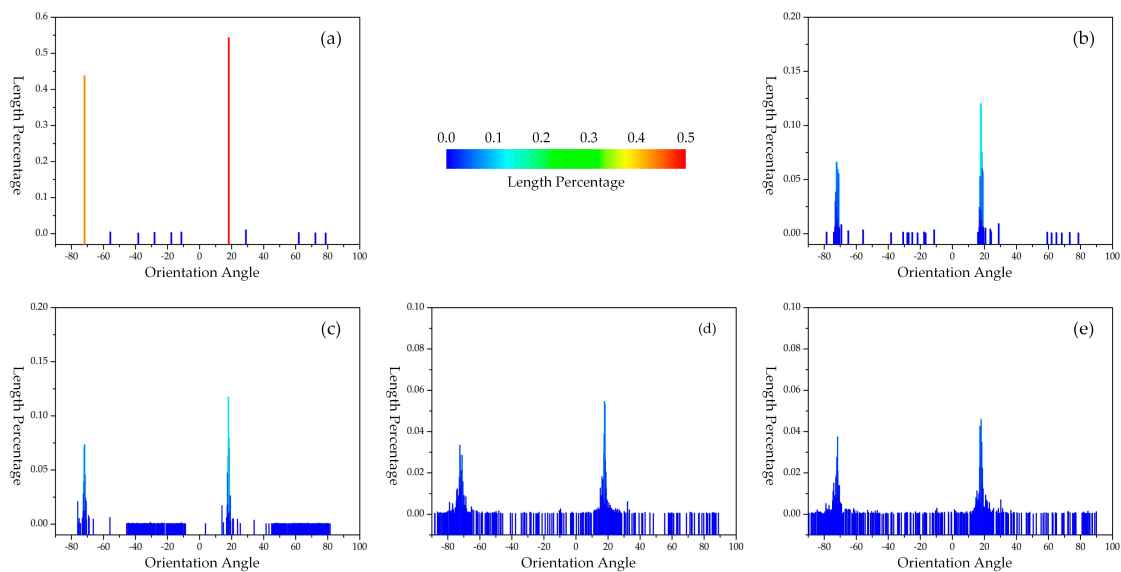 (a)
Length Percentage
0.6
0.5
0.4
0.3
0.2
0.1
0.0
-80 -60 -40 -20 0 20 40 60 80 100
Orientation Angle
0.0 0.1 0.2 0.3 0.4 0.5
Length Percentage
(b)
Length Percentage
0.20
0.15
0.10
0.05
0.00
-80 -60 -40 -20 0 20 40 60 80 100
Orientation Angle
(c)
Length Percentage
0.20
0.15
0.10
0.05
0.00
-80 -60 -40 -20 0 20 40 60 80 100
Orientation Angle
(d)
Length Percentage
0.10
0.08
0.06
0.04
0.02
0.00
-80 -60 -40 -20 0 20 40 60 80 100
Orientation Angle
(e)
Length Percentage
0.10
0.08
0.06
0.04
0.02
0.00
-80 -60 -40 -20 0 20 40 60 80 100
Orientation Angle